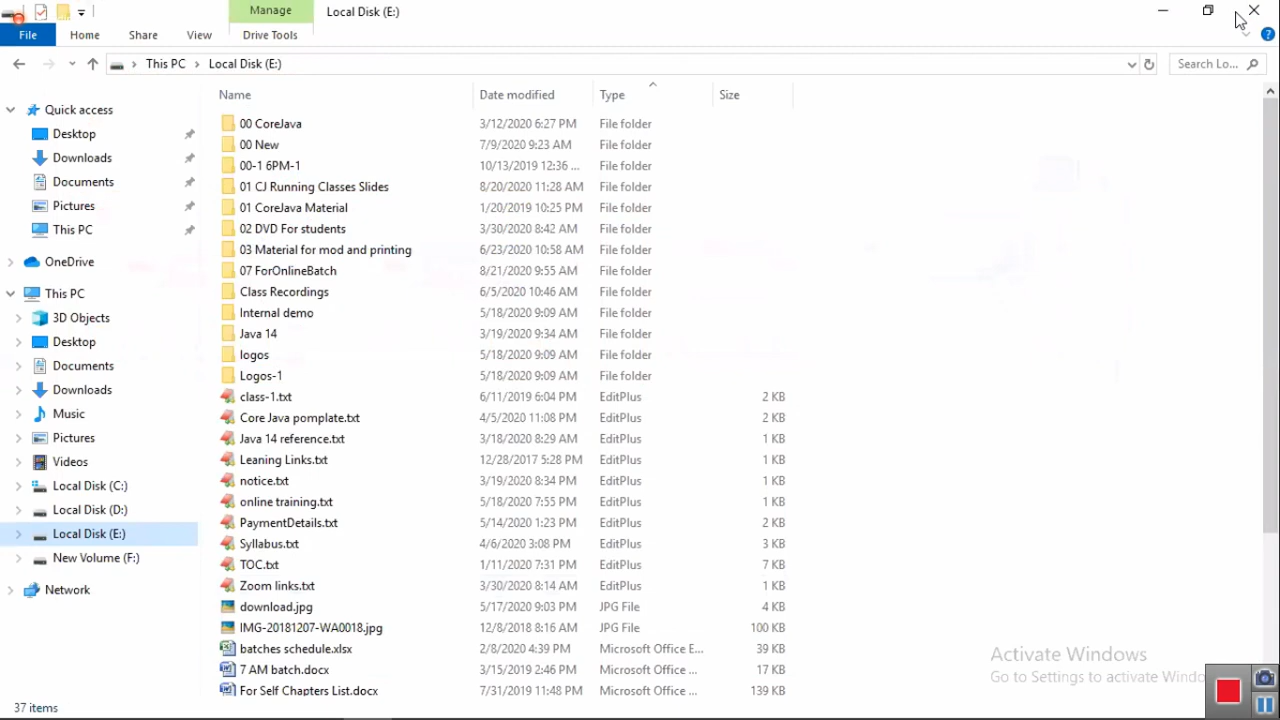 Manage
Local Disk (E:)
File
Home
Share
View
Drive Tools
This PC
Local Disk (E:)
Search Lo...
Name
Date modified
Type
Size
Quick access
Desktop
Downloads
Documents
Pictures
This PC
OneDrive
This PC
3D Objects
Desktop
Documents
Downloads
Music
Pictures
Videos
Local Disk (C:)
Local Disk (D:)
Local Disk (E:)
New Volume (F:)
Network
00 CoreJava 3/12/2020 6:27 PM File folder
00 New 7/9/2020 9:23 AM File folder
00-1 6PM-1 10/13/2019 12:36 ... File folder
01 CJ Running Classes Slides 8/20/2020 11:28 AM File folder
01 CoreJava Material 1/20/2019 10:25 PM File folder
02 DVD For students 3/30/2020 8:42 AM File folder
03 Material for mod and printing 6/23/2020 10:58 AM File folder
07 ForOnlineBatch 8/21/2020 9:55 AM File folder
Class Recordings 6/5/2020 10:46 AM File folder
Internal demo 5/18/2020 9:09 AM File folder
Java 14 3/19/2020 9:34 AM File folder
logos 5/18/2020 9:09 AM File folder
Logos-1 5/18/2020 9:09 AM File folder
class-1.txt 6/11/2019 6:04 PM EditPlus 2 KB
Core Java pomplate.txt 4/5/2020 11:08 PM EditPlus 2 KB
Java 14 reference.txt 3/18/2020 8:29 AM EditPlus 1 KB
Leaning Links.txt 12/28/2017 5:28 PM EditPlus 1 KB
notice.txt 3/19/2020 8:34 PM EditPlus 1 KB
online training.txt 5/18/2020 7:55 PM EditPlus 1 KB
PaymentDetails.txt 5/14/2020 1:23 PM EditPlus 2 KB
Syllabus.txt 4/6/2020 3:08 PM EditPlus 3 KB
TOC.txt 1/11/2020 7:31 PM EditPlus 7 KB
Zoom links.txt 3/30/2020 8:14 AM EditPlus 1 KB
download.jpg 5/17/2020 9:03 PM JPG File 4 KB
IMG-20181207-WA0018.jpg 12/8/2018 8:16 AM JPG File 100 KB
batches schedule.xlsx 2/8/2020 4:39 PM Microsoft Office E... 39 KB
7 AM batch.docx 3/15/2019 2:46 PM Microsoft Office ... 17 KB
For Self Chapters List.docx 7/31/2019 11:48 PM Microsoft Office ... 139 KB
Activate Windows
Go to Settings to activate Windo
37 items